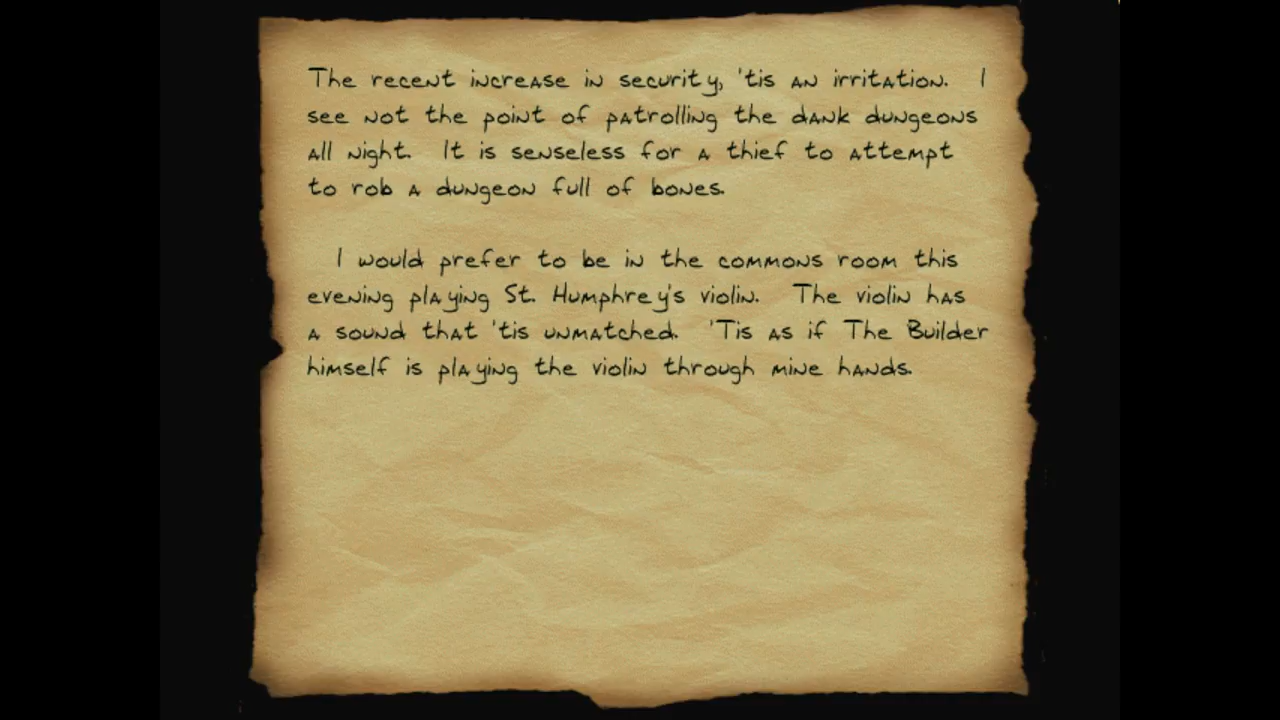 The recent increase in security, 'tis an irritation. I
see not the point of patrolling the dank dungeons
all night. It is senseless for a thief to attempt
to rob a dungeon full of bones.
I would prefer to be in the commons room this
evening playing St. Humphrey's violin. The violin has
a sound that 'tis unmatched. 'Tis as if The Builder
himself is playing the violin through mine hands.